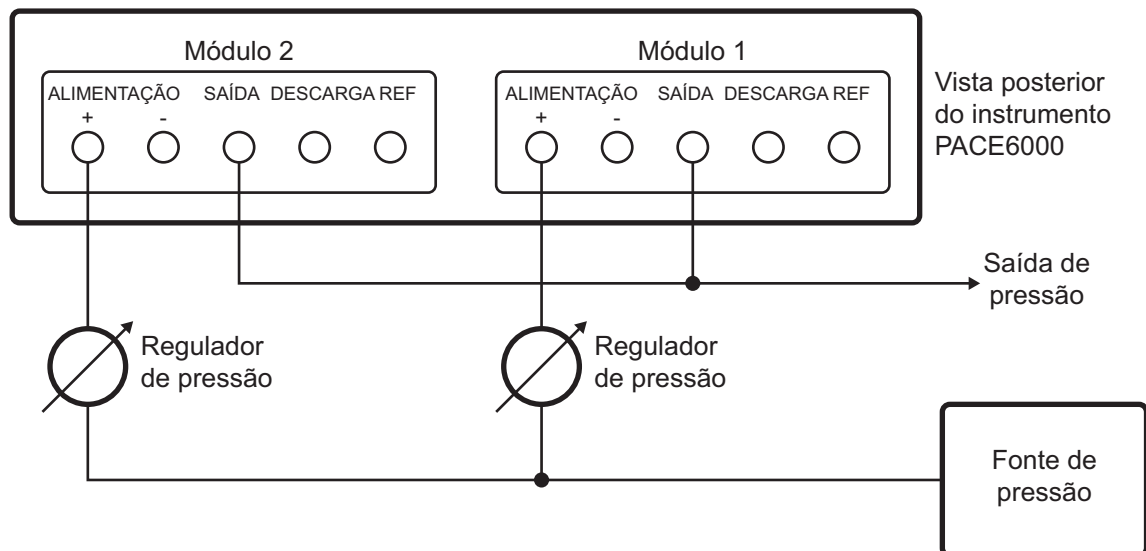 Módulo 2
ALIMENTAÇÃO SAÍDA DESCARGA REF
+ -
Módulo 1
ALIMENTAÇÃO SAÍDA DESCARGA REF
+ -
Vista posterior
do instrumento
PACE6000
Saída de
pressão
Regulador
de pressão
Regulador
de pressão
Fonte de
pressão